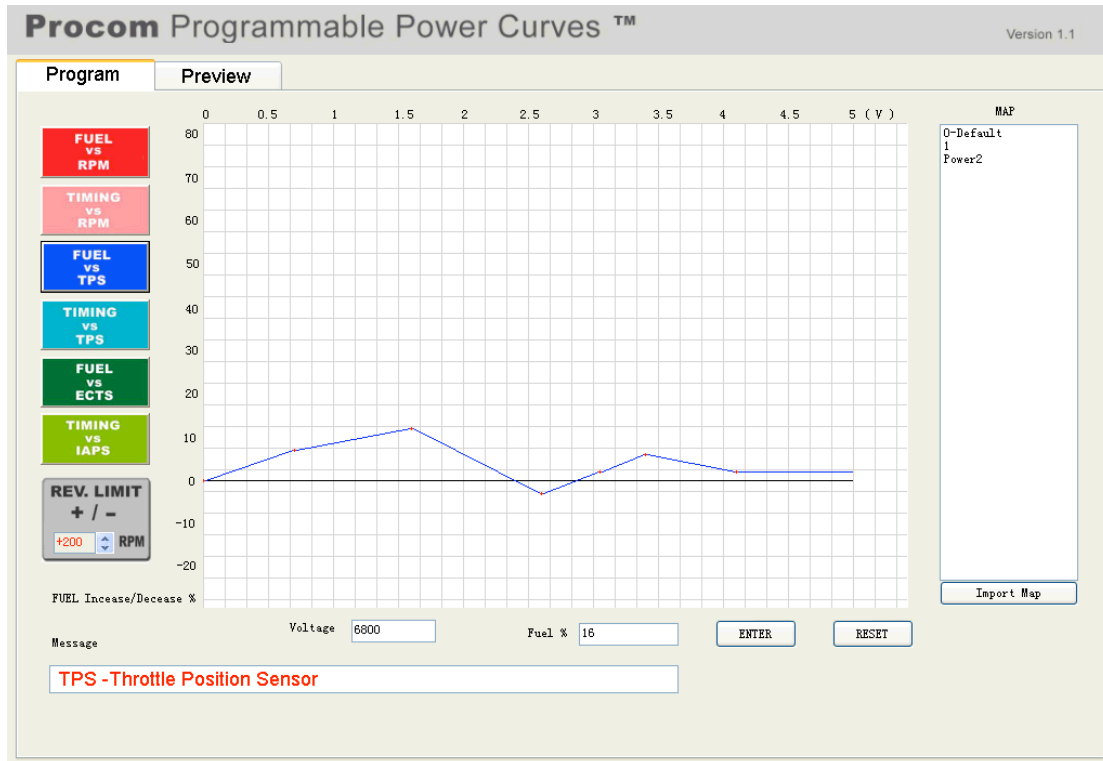 Procom Programmable Power Curves ™
Version 1.1
Program
Preview
0 0.5 1 1.5 2 2.5 3 3.5 4 4.5 5 ( V )
MAP
80
70
60
50
40
30
20
10
0
-10
-20
FUEL
vs
RPM
TIMING
vs
RPM
FUEL
vs
TPS
TIMING
vs
TPS
FUEL
vs
ECTS
TIMING
vs
IAPS
REV. LIMIT
+ / -
+200 RPM
0-Default
1
Power2
Import Map
FUEL Incease/Decease %
Voltage 6800
Fuel % 16
ENTER
RESET
Message
TPS -Throttle Position Sensor